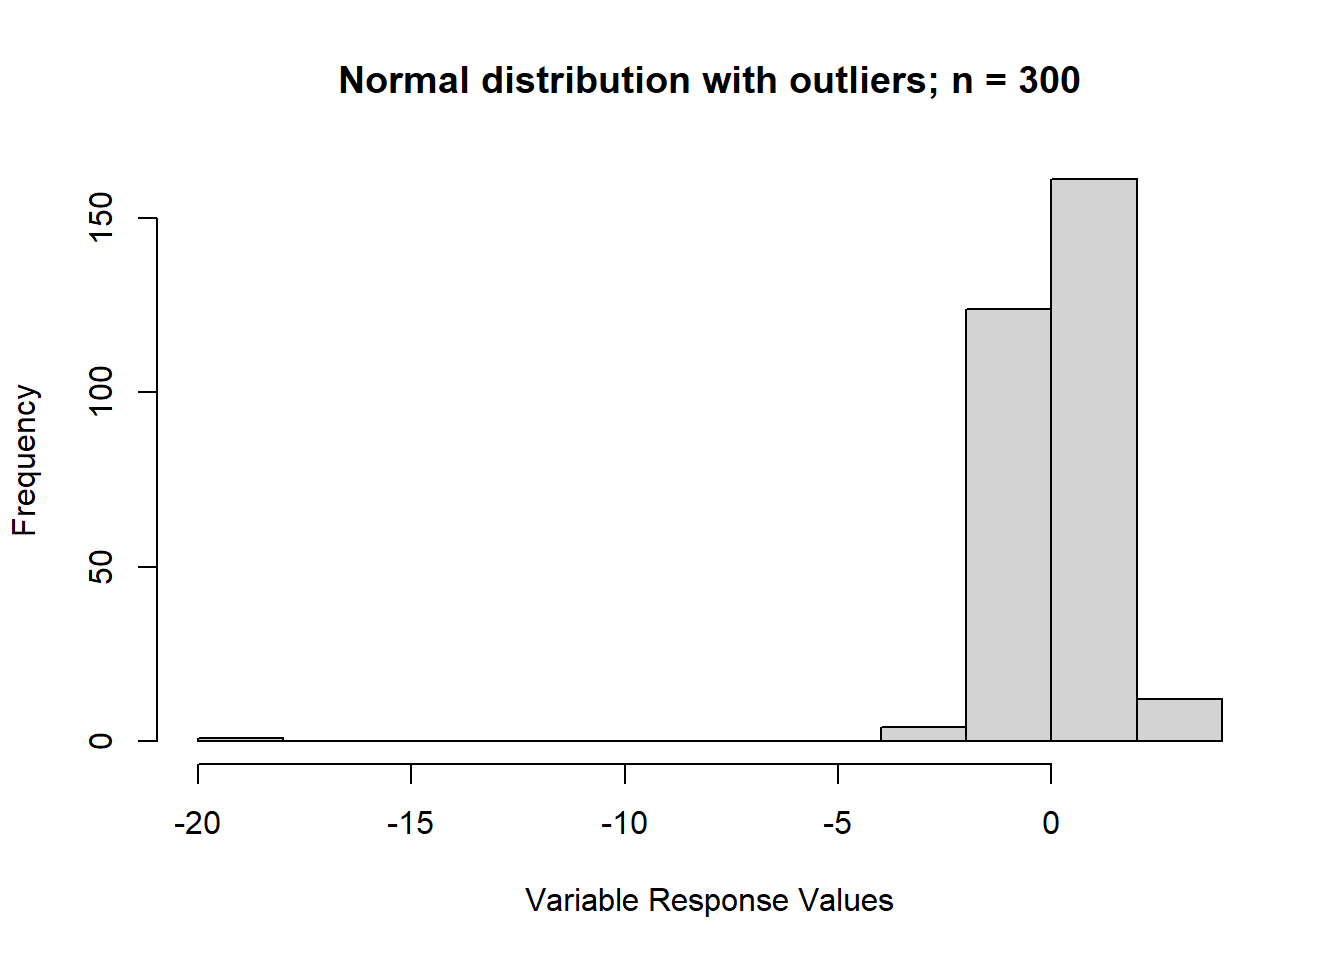 Normal distribution with outliers; n = 300
150
100
50
0
Frequency
-20 -15 -10 -5 0
Variable Response Values